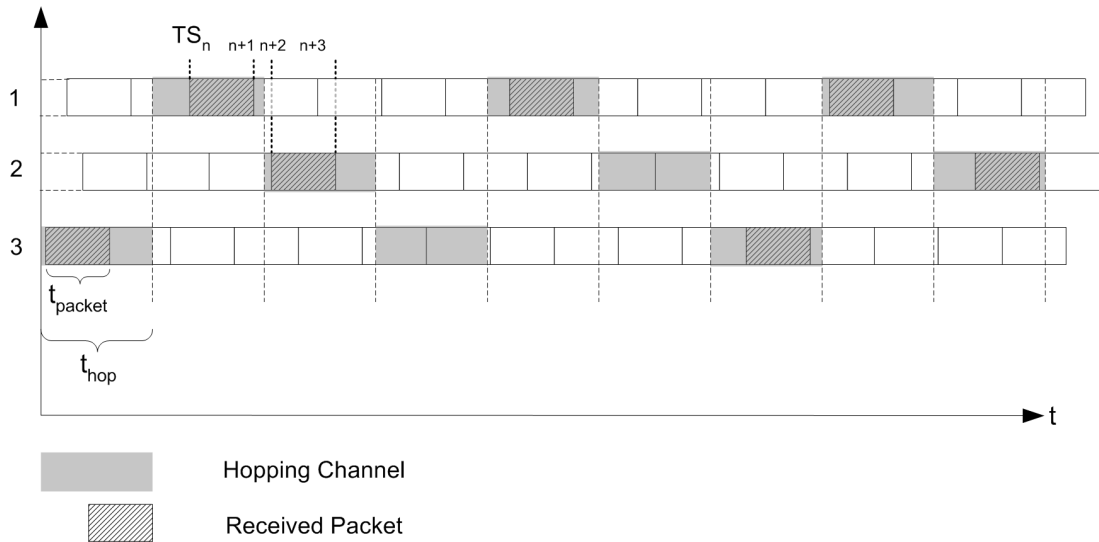 TSn n+1 n+2 n+3
1
2
3
tpacket
thop
t
Hopping Channel
Received Packet